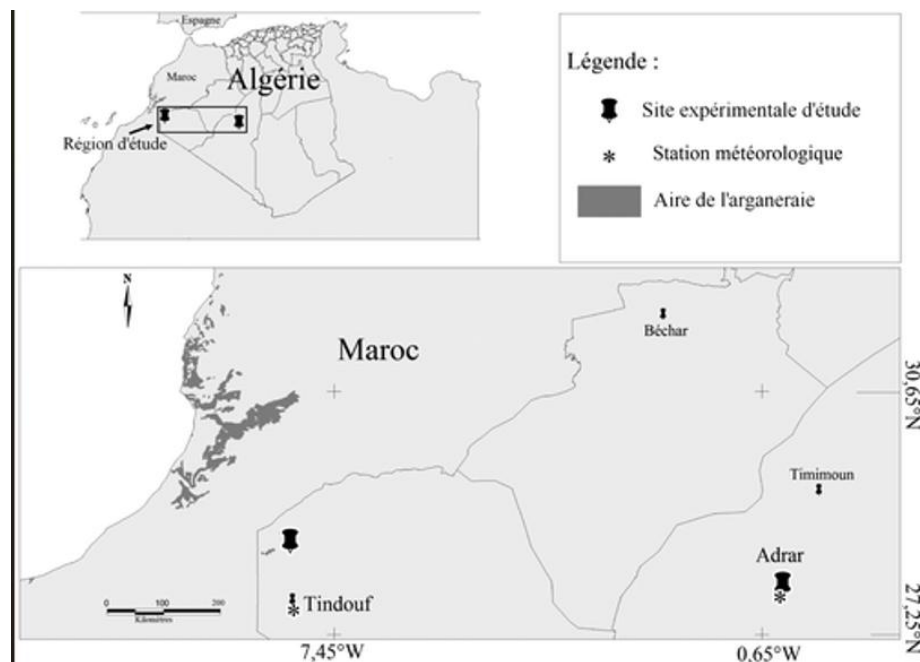 Espagne
Maroc
Algérie
Région d'étude
Légende :
Site expérimentale d'étude
Station météorologique
Aire de l'arganeraie
N
Béchar
Maroc
30,65°N
Timimoun
Adrar
Tindouf
0
100
200
Kilomètres
27,25°N
7,45°W
0,65°W